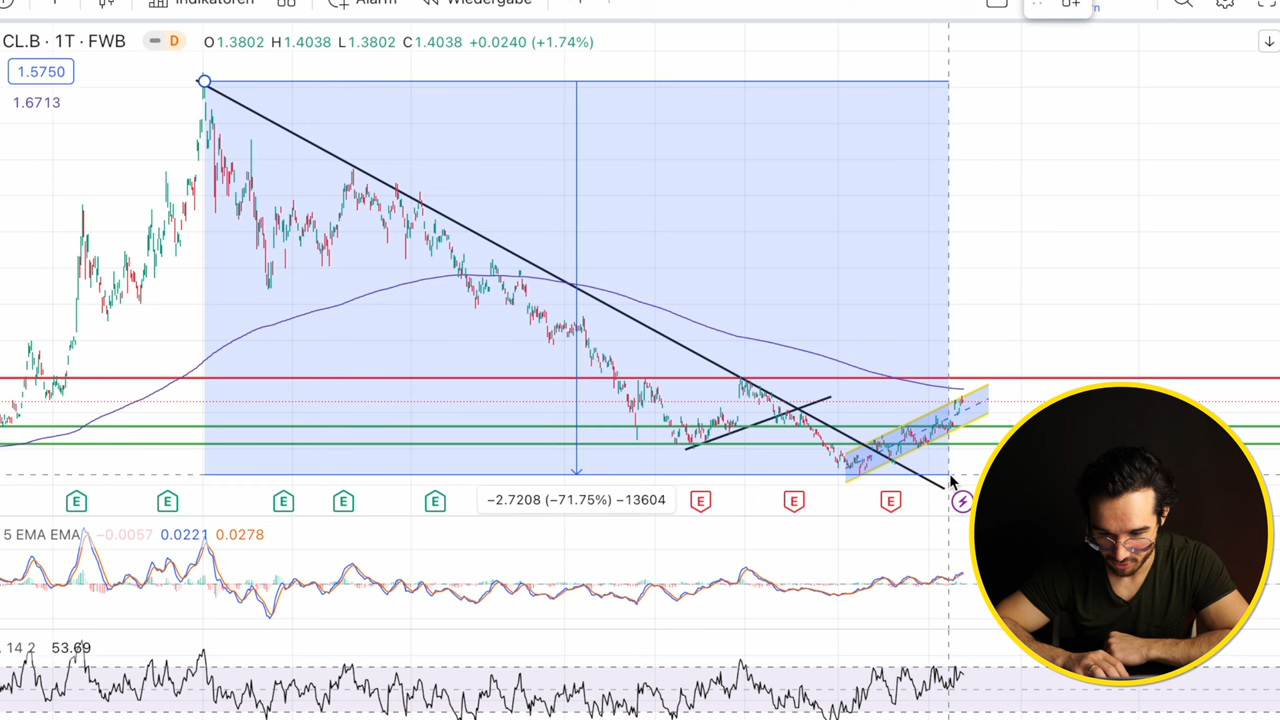 Indikatoren
Alarm
Wiedergabe
CL.B · 1T · FWB
D
O1.3802 H1.4038 L1.3802 C1.4038 +0.0240 (+1.74%)
1.5750
1.6713
E E E E E −2.7208 (−71.75%) −13604 E E E
5 EMA EMA −0.0057 0.0221 0.0278
14 2 53.69